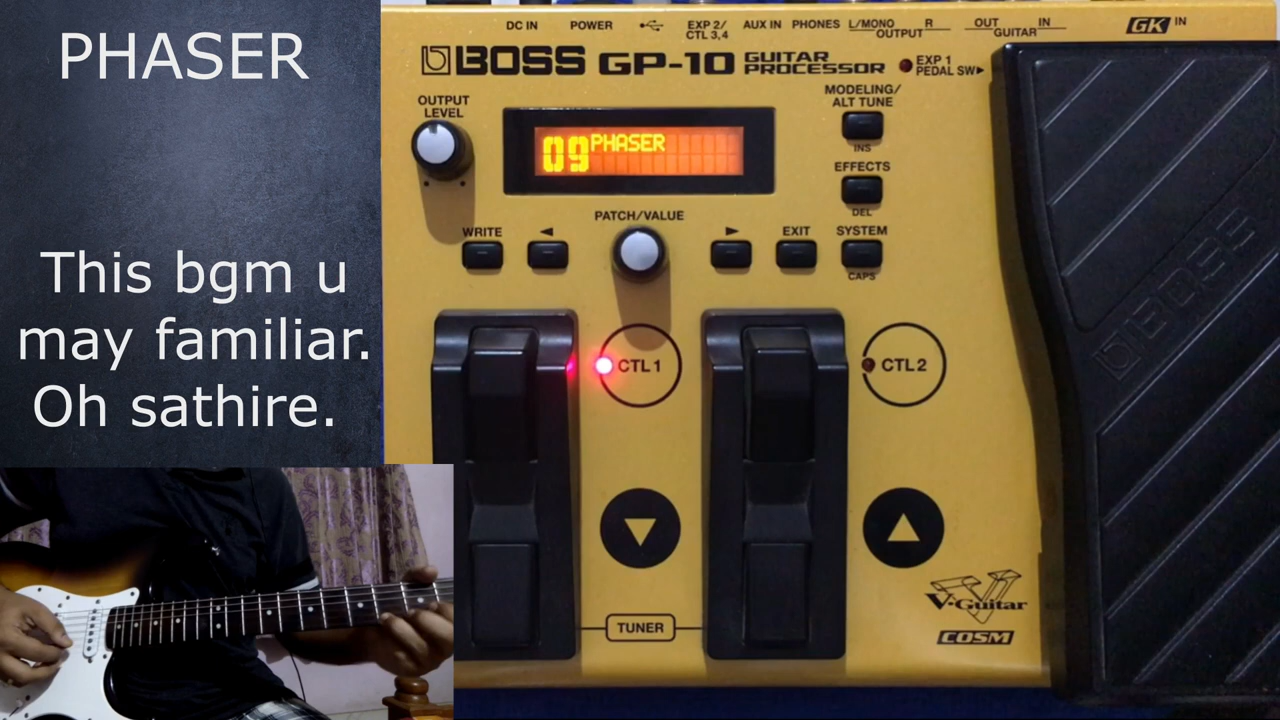 PHASER
This bgm u
may familiar.
Oh sathire.
DC IN POWER EXP 2/ CTL 3,4 AUX IN PHONES L/MONO OUTPUT R OUT GUITAR IN GK IN
BOSS GP-10 GUITAR PROCESSOR EXP 1 PEDAL SW
OUTPUT
LEVEL
MODELING/
ALT TUNE
INS
09 PHASER
EFFECTS
DEL
PATCH/VALUE
WRITE EXIT SYSTEM
CAPS
CTL 1 CTL 2
BOSS
V-Guitar
COSM
TUNER